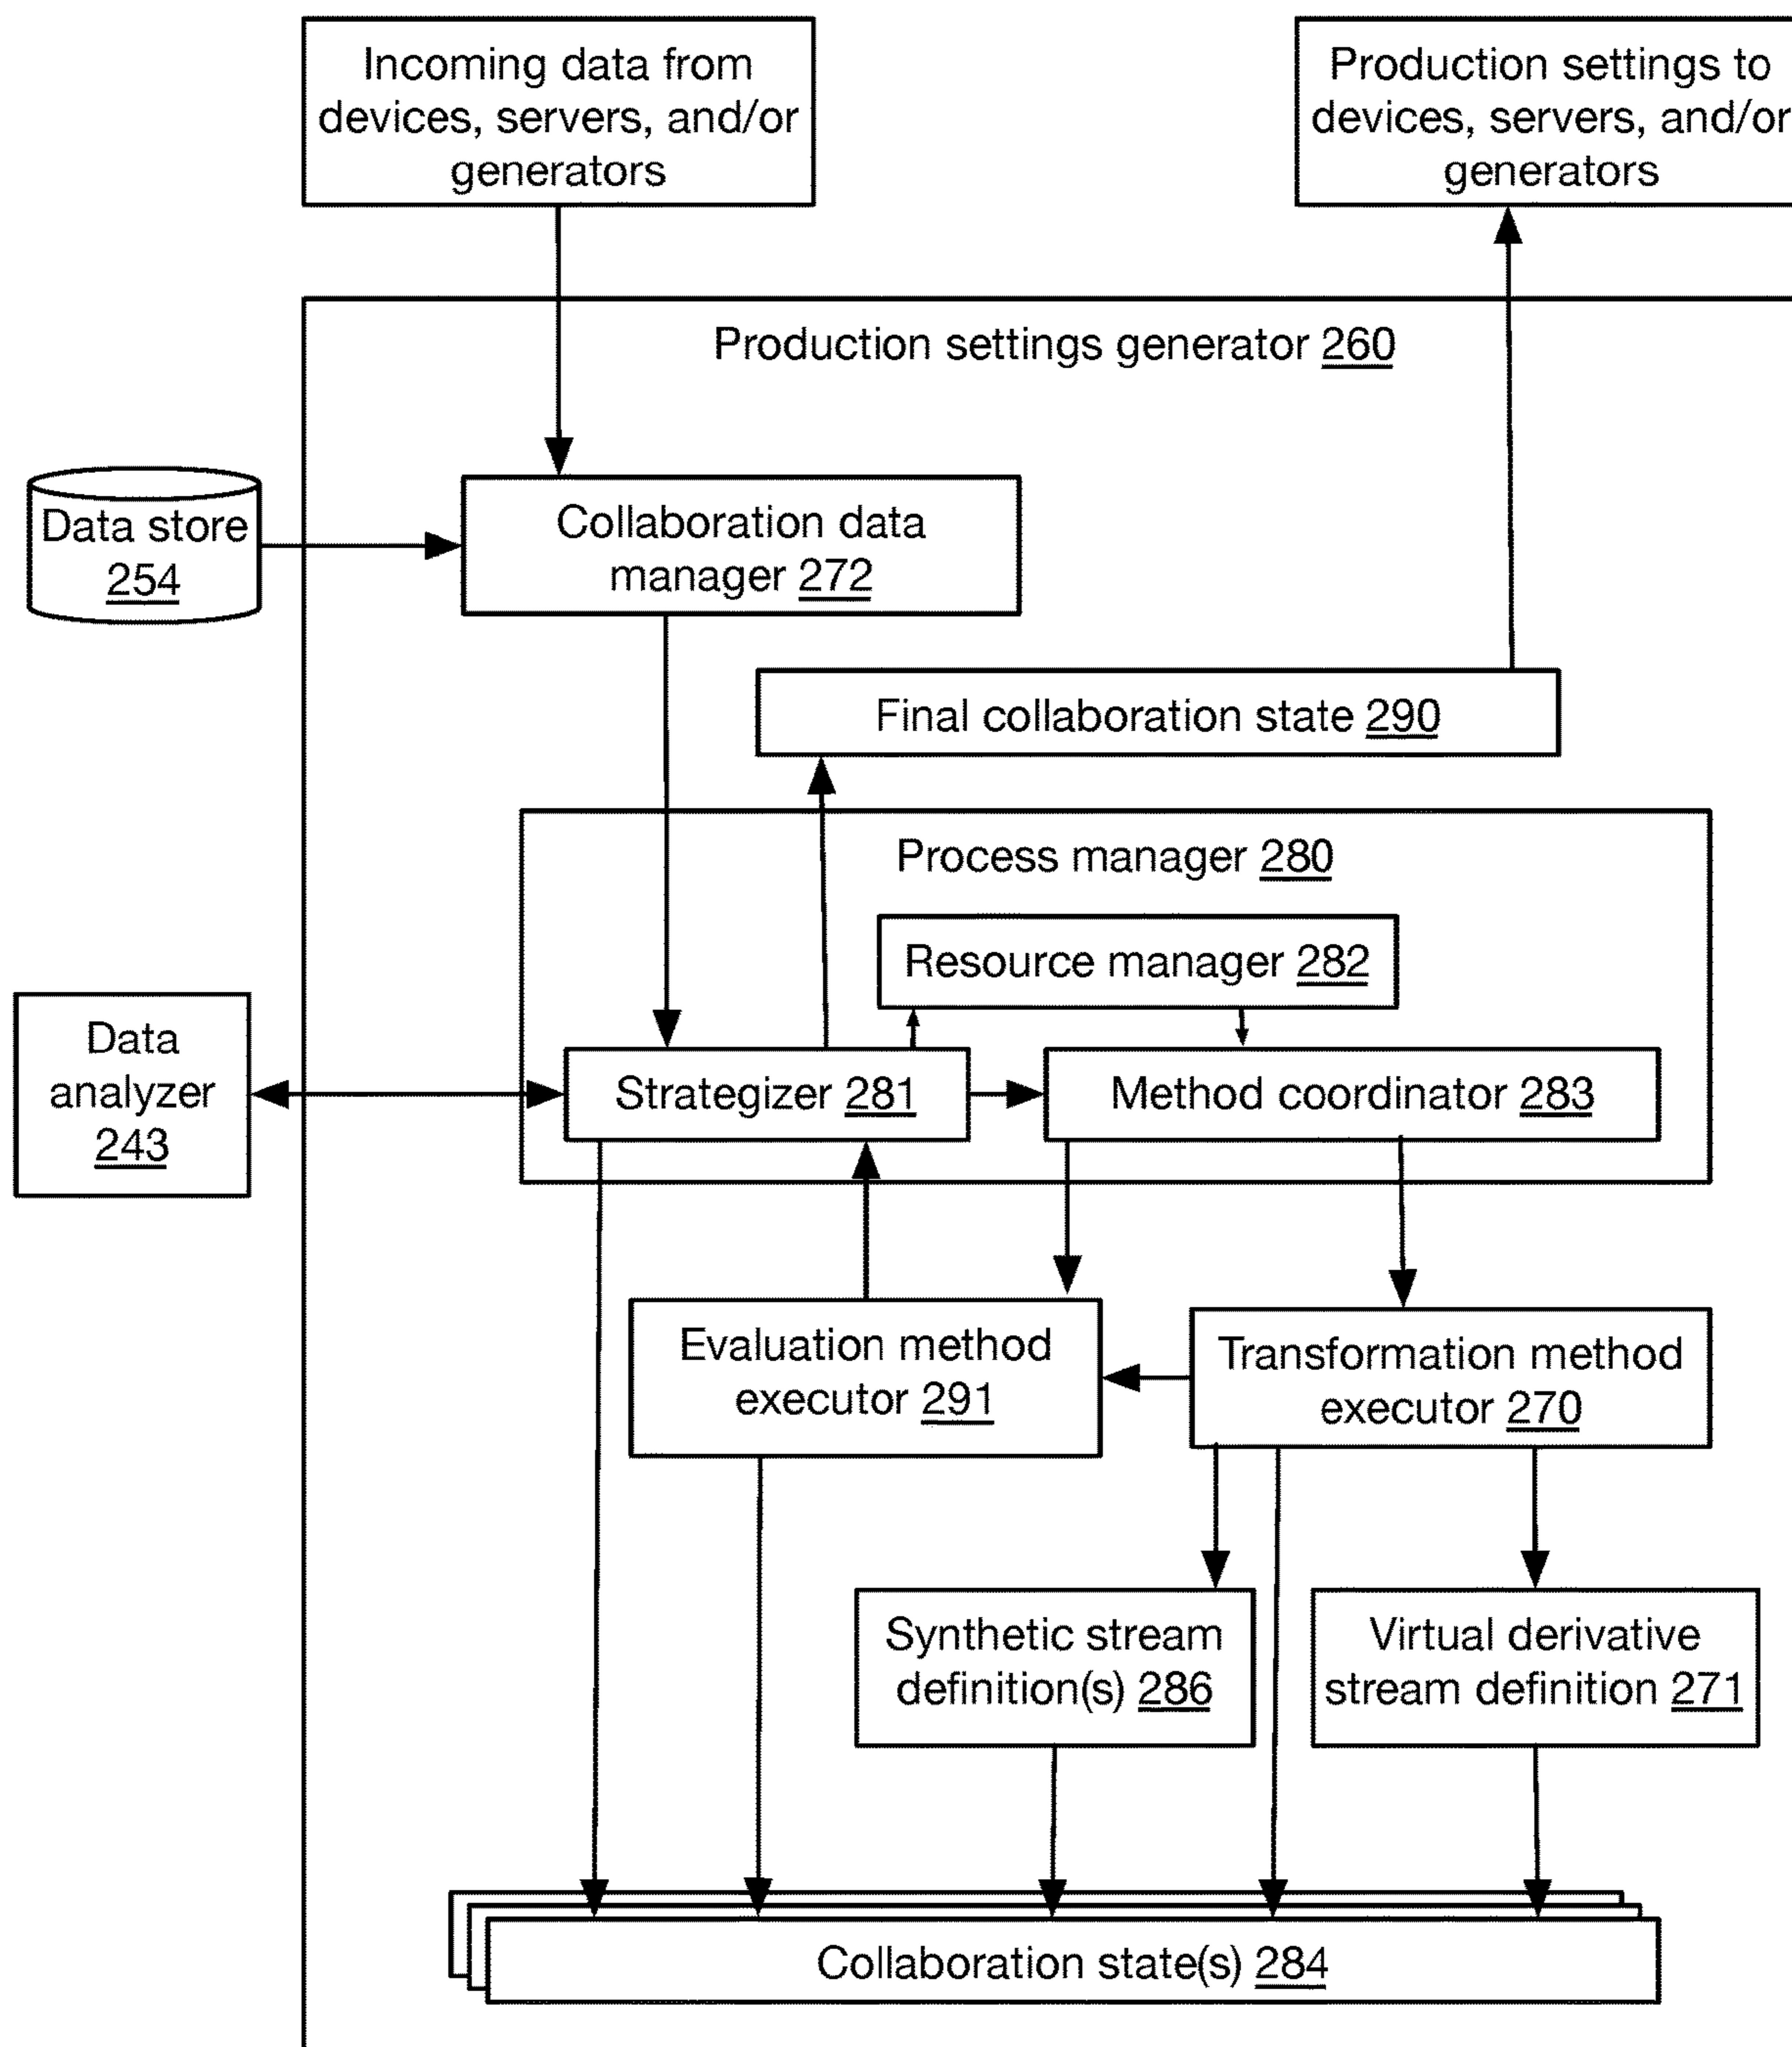 Incoming data from
devices, servers, and/or
generators
Production settings to
devices, servers, and/or
generators
Production settings generator 260
Data store
254
Collaboration data
manager 272
Final collaboration state 290
Process manager 280
Resource manager 282
Data
analyzer
243
Strategizer 281
Method coordinator 283
Evaluation method
executor 291
Transformation method
executor 270
Synthetic stream
definition(s) 286
Virtual derivative
stream definition 271
Collaboration state(s) 284